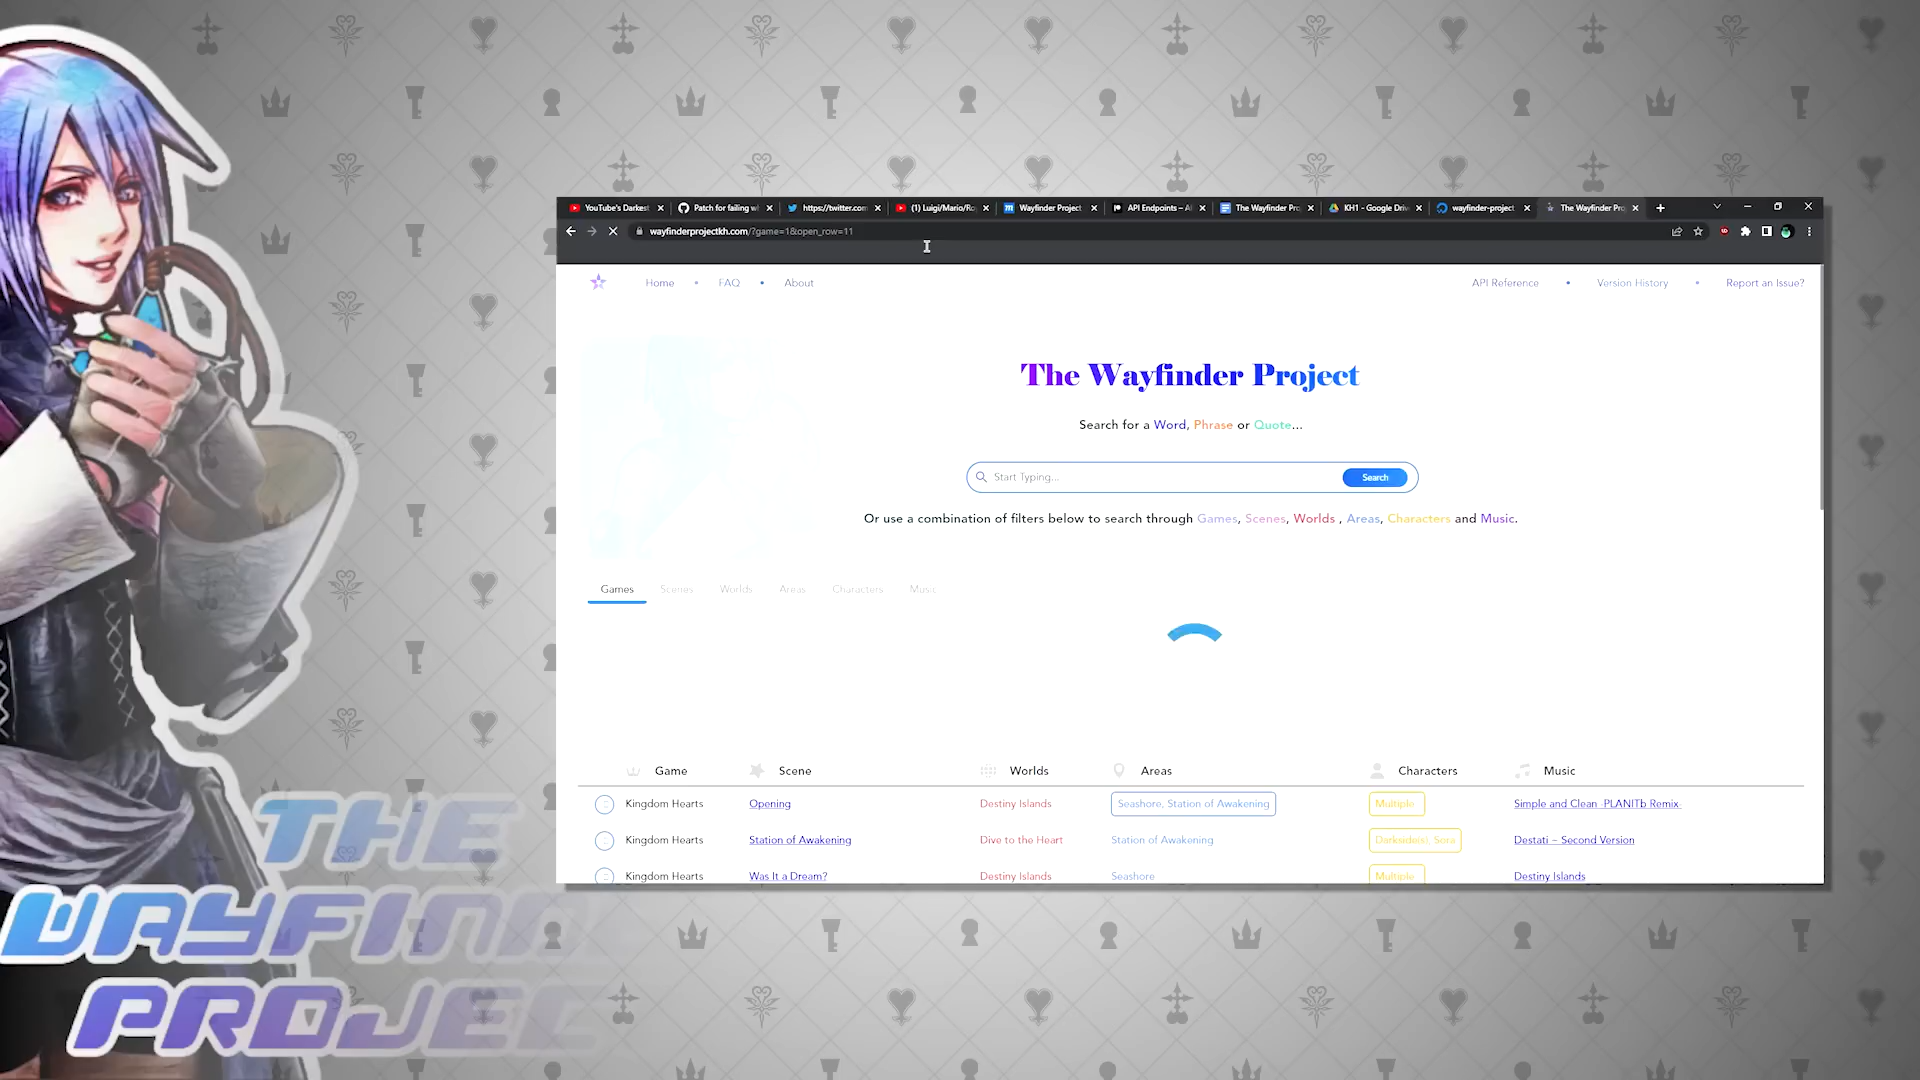 YouTube's Darkest
Patch for failing w
https://twitter.com
(1) Luigi/Mario/Ro
Wayfinder Project
API Endpoints – A
The Wayfinder Pro
KH1 - Google Driv
wayfinder-project
The Wayfinder Pro
wayfinderprojectkh.com/?game=1&open_row=11
Home • FAQ • About
API Reference • Version History • Report an Issue?
The Wayfinder Project
Search for a Word, Phrase or Quote...
Start Typing...
Search
Or use a combination of filters below to search through Games, Scenes, Worlds , Areas, Characters and Music.
Games Scenes Worlds Areas Characters Music
Game Scene Worlds Areas Characters Music
Kingdom Hearts Opening Destiny Islands Seashore, Station of Awakening Multiple Simple and Clean -PLANITb Remix-
Kingdom Hearts Station of Awakening Dive to the Heart Station of Awakening Darkside(s), Sora Destati – Second Version
Kingdom Hearts Was It a Dream? Destiny Islands Seashore Multiple Destiny Islands
THE
WAYFIN
PROJEC